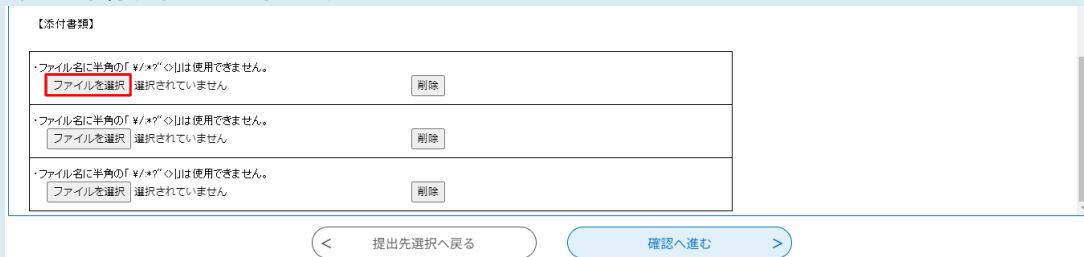 【添付書類】
・ファイル名に半角の「 ¥/:*?"<>|」は使用できません。
ファイルを選択 選択されていません 削除
・ファイル名に半角の「 ¥/:*?"<>|」は使用できません。
ファイルを選択 選択されていません 削除
・ファイル名に半角の「 ¥/:*?"<>|」は使用できません。
ファイルを選択 選択されていません 削除
< 提出先選択へ戻る 確認へ進む >